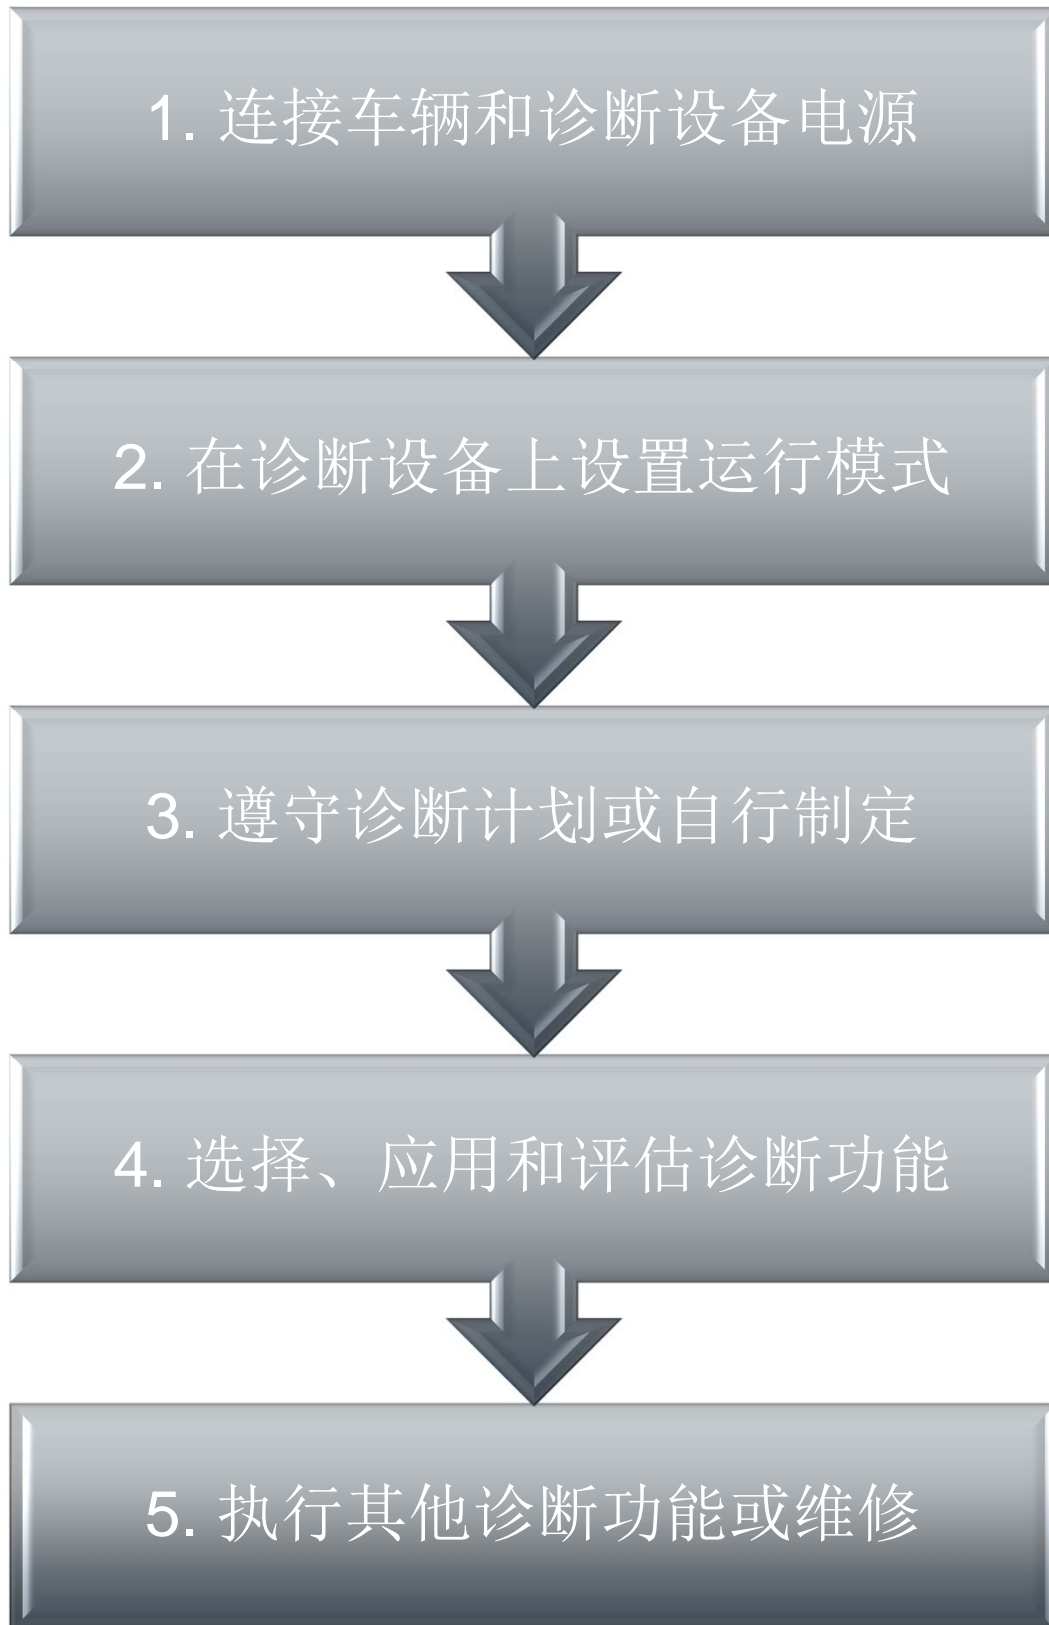 1. 连接车辆和诊断设备电源
2. 在诊断设备上设置运行模式
3. 遵守诊断计划或自行制定
4. 选择、应用和评估诊断功能
5. 执行其他诊断功能或维修